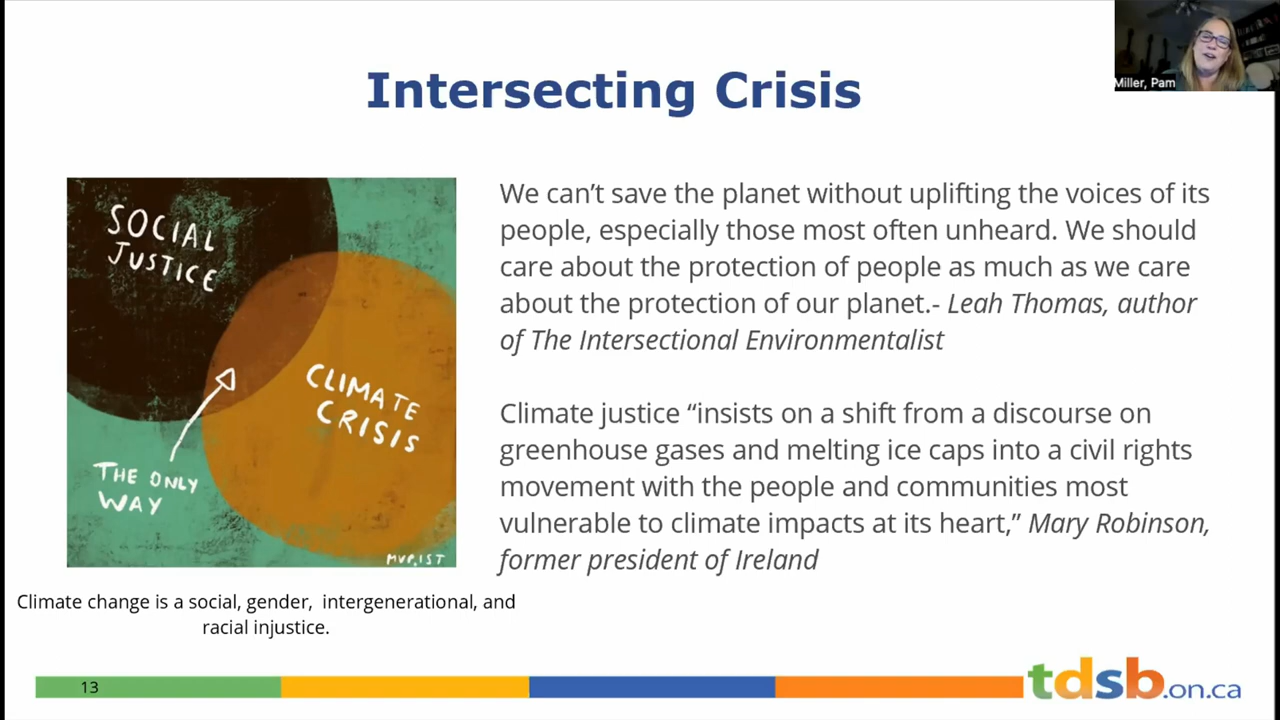 Miller, Pam
Intersecting Crisis
SOCIAL
JUSTICE
CLIMATE
CRISIS
THE ONLY
WAY
MVP.IST
Climate change is a social, gender, intergenerational, and
racial injustice.
We can’t save the planet without uplifting the voices of its
people, especially those most often unheard. We should
care about the protection of people as much as we care
about the protection of our planet.- Leah Thomas, author
of The Intersectional Environmentalist
Climate justice “insists on a shift from a discourse on
greenhouse gases and melting ice caps into a civil rights
movement with the people and communities most
vulnerable to climate impacts at its heart,” Mary Robinson,
former president of Ireland
13
tdsb.on.ca